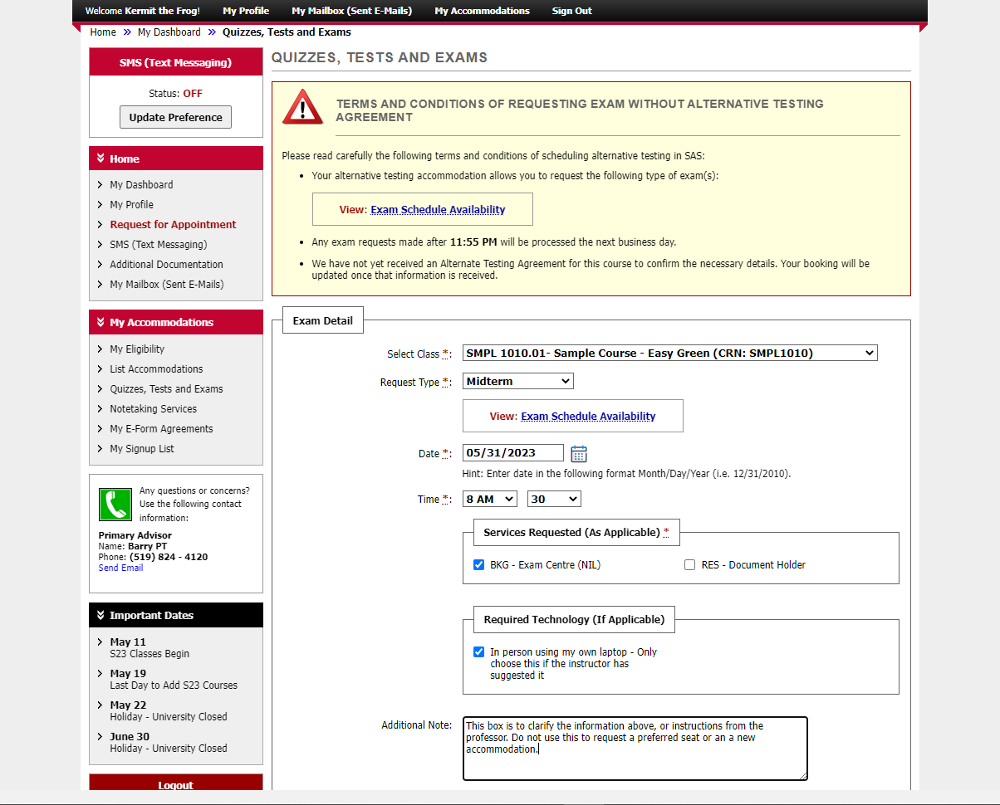 Welcome Kermit the Frog! My Profile My Mailbox (Sent E-Mails) My Accommodations Sign Out
Home » My Dashboard » Quizzes, Tests and Exams
SMS (Text Messaging)
Status: OFF
Update Preference
Home
My Dashboard
My Profile
Request for Appointment
SMS (Text Messaging)
Additional Documentation
My Mailbox (Sent E-Mails)
My Accommodations
My Eligibility
List Accommodations
Quizzes, Tests and Exams
Notetaking Services
My E-Form Agreements
My Signup List
Any questions or concerns?
Use the following contact
information:
Primary Advisor
Name: Barry PT
Phone: (519) 824 - 4120
Send Email
Important Dates
May 11
S23 Classes Begin
May 19
Last Day to Add S23 Courses
May 22
Holiday - University Closed
June 30
Holiday - University Closed
Logout
QUIZZES, TESTS AND EXAMS
TERMS AND CONDITIONS OF REQUESTING EXAM WITHOUT ALTERNATIVE TESTING
AGREEMENT
Please read carefully the following terms and conditions of scheduling alternative testing in SAS:
• Your alternative testing accommodation allows you to request the following type of exam(s):
View: Exam Schedule Availability
• Any exam requests made after 11:55 PM will be processed the next business day.
• We have not yet received an Alternate Testing Agreement for this course to confirm the necessary details. Your booking will be
updated once that information is received.
Exam Detail
Select Class *: SMPL 1010.01- Sample Course - Easy Green (CRN: SMPL1010)
Request Type *: Midterm
View: Exam Schedule Availability
Date *: 05/31/2023
Hint: Enter date in the following format Month/Day/Year (i.e. 12/31/2010).
Time *: 8 AM 30
Services Requested (As Applicable) *
BKG - Exam Centre (NIL) RES - Document Holder
Required Technology (If Applicable)
In person using my own laptop - Only
choose this if the instructor has
suggested it
Additional Note: This box is to clarify the information above, or instructions from the
professor. Do not use this to request a preferred seat or an a new
accommodation.